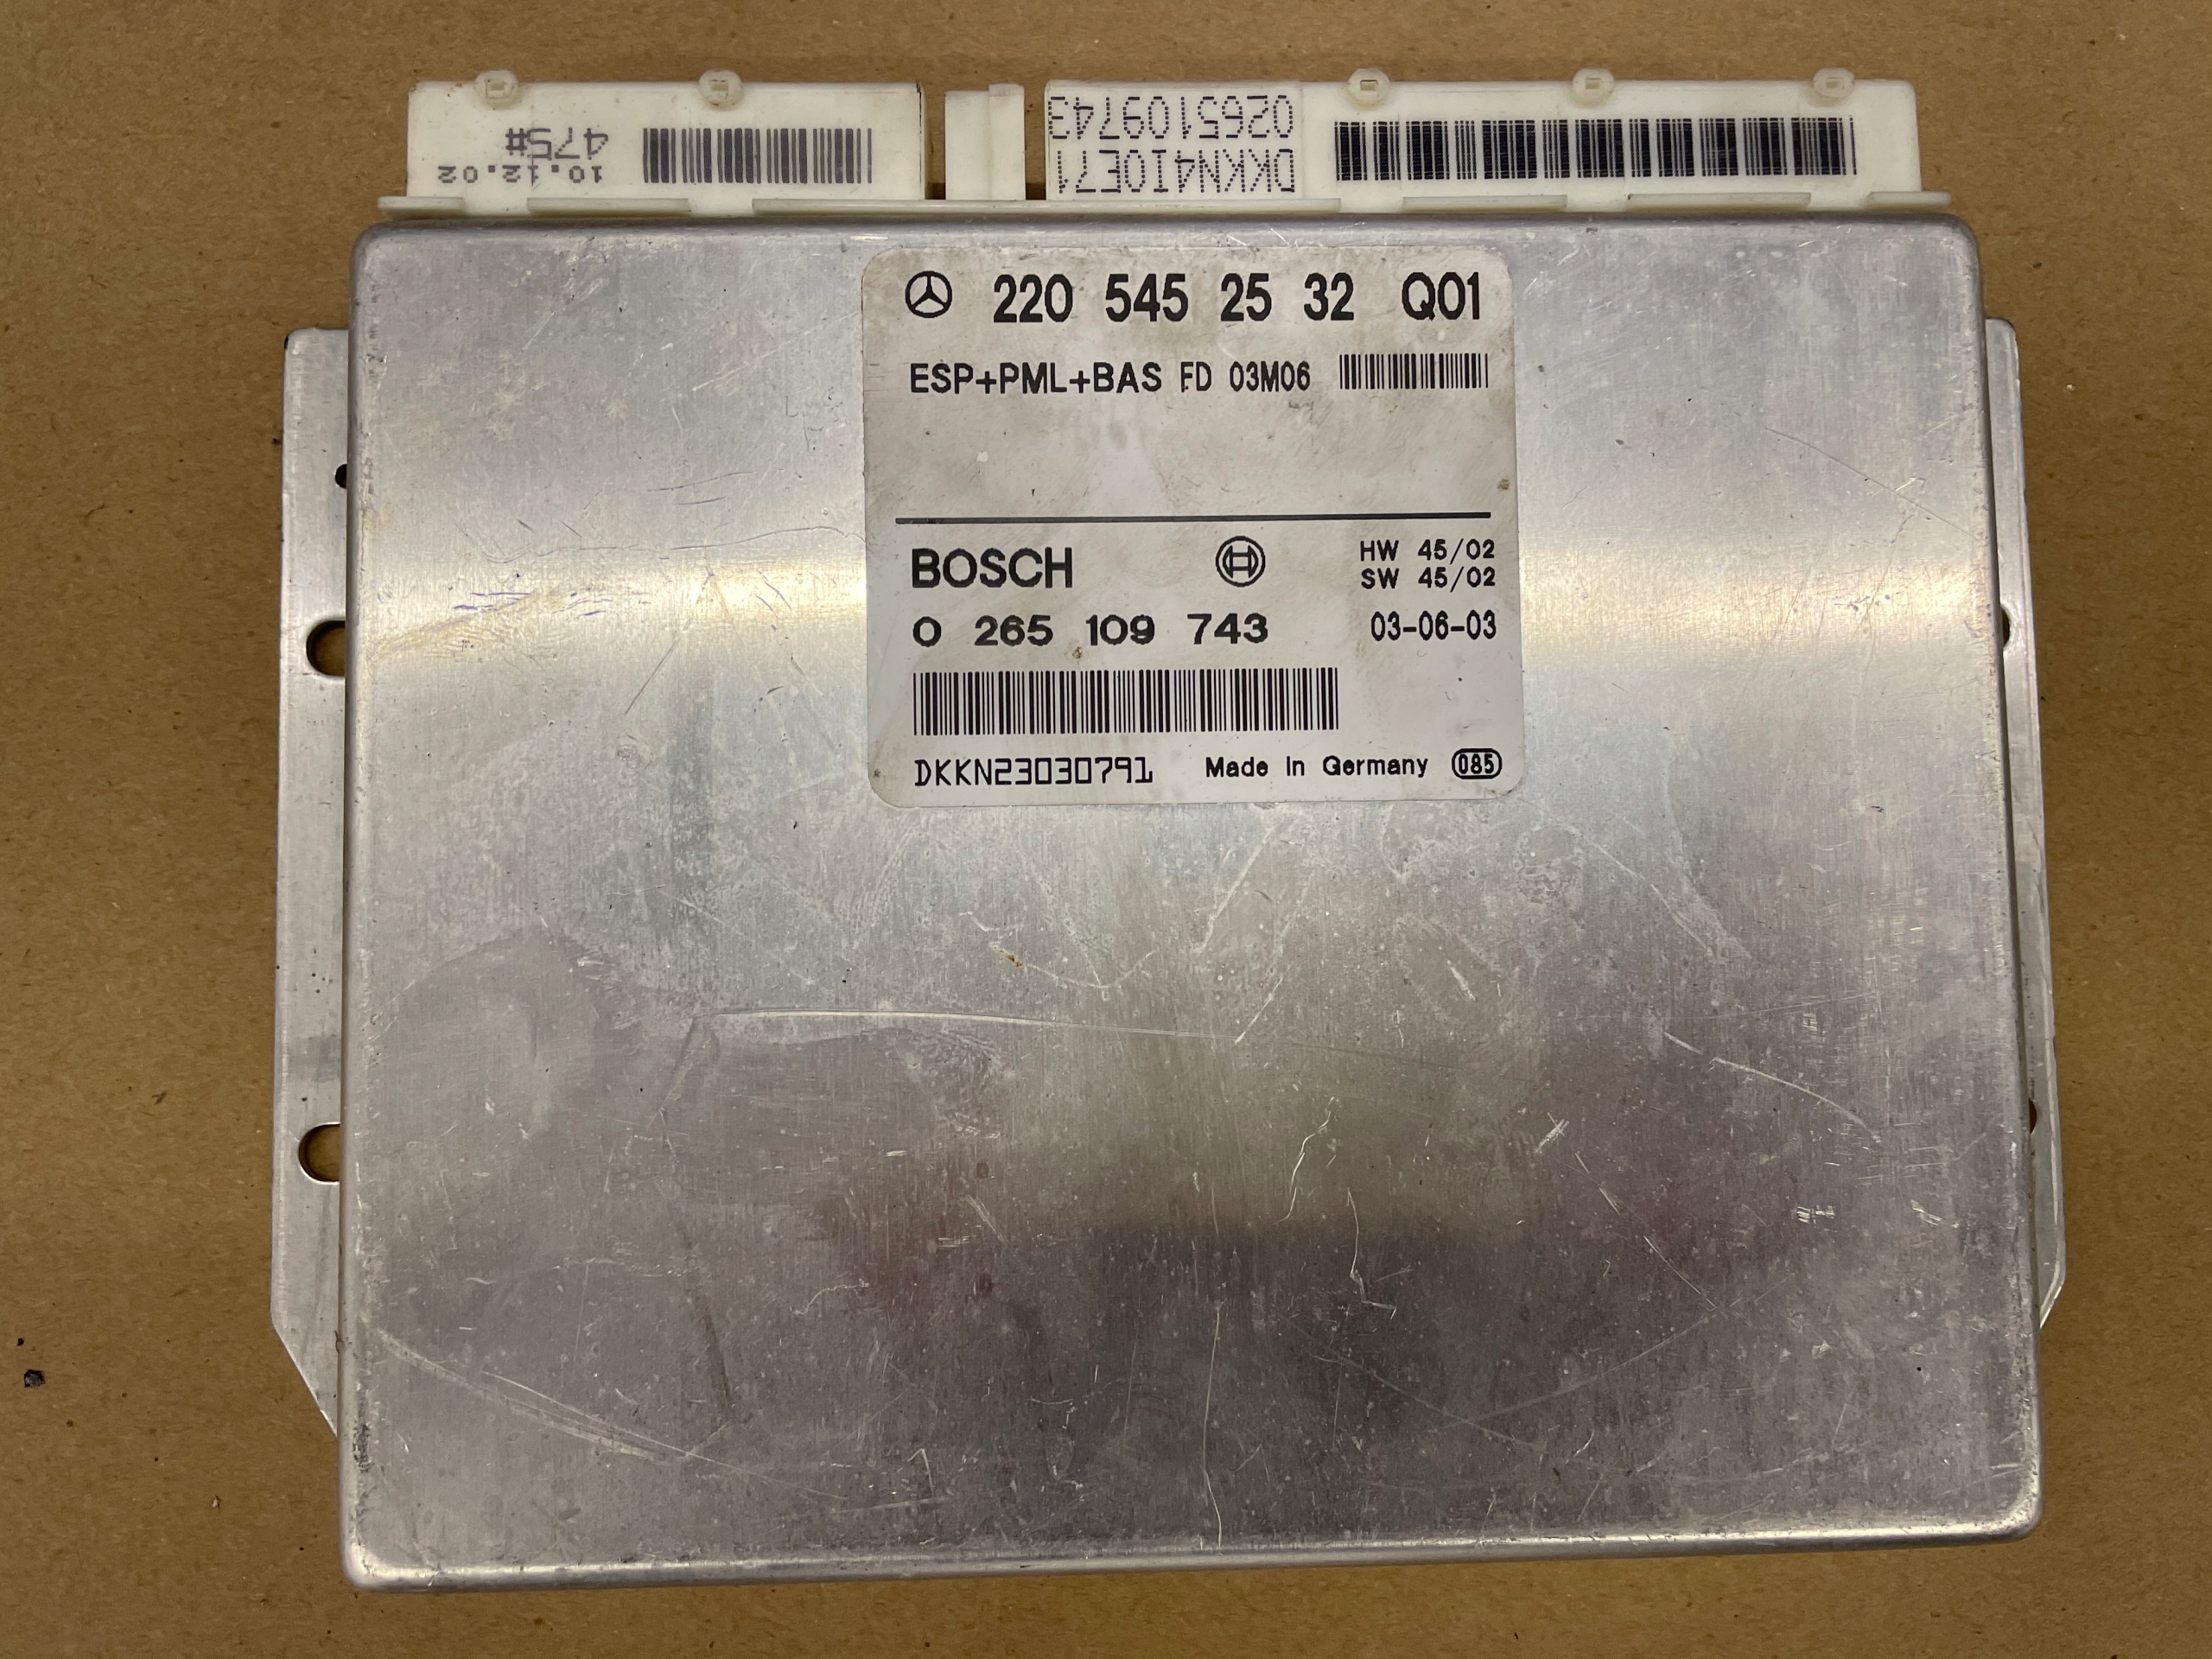 475#
10.12.02
0265109743
DKKN4I0E71
220 545 25 32 Q01
ESP+PML+BAS FD 03M06
BOSCH
HW 45/02
SW 45/02
0 265 109 743
03-06-03
DKKN23030791
Made in Germany
085